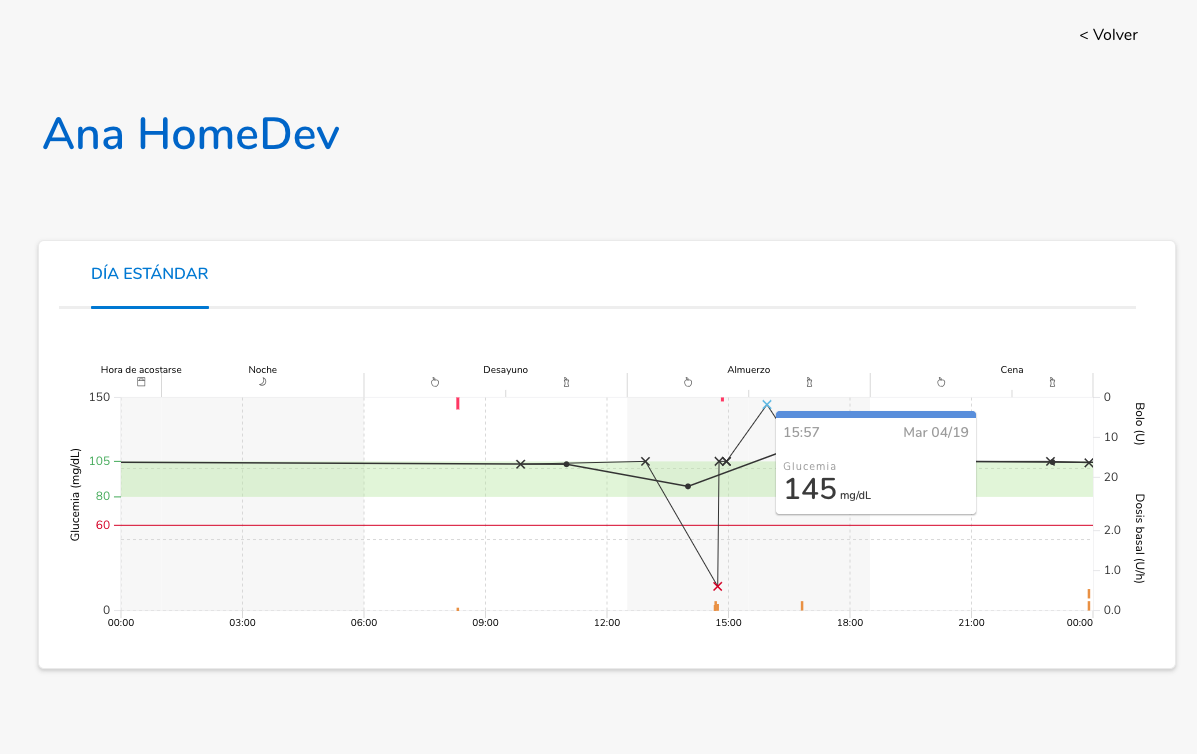 < Volver
Ana HomeDev
DÍA ESTÁNDAR
Hora de acostarse Noche Desayuno Almuerzo Cena
150
105
80
60
0
Glucemia (mg/dL)
15:57 Mar 04/19
Glucemia
145 mg/dL
0
10
20
2.0
1.0
0.0
Bolo (U)
Dosis basal (U/h)
00:00 03:00 06:00 09:00 12:00 15:00 18:00 21:00 00:00